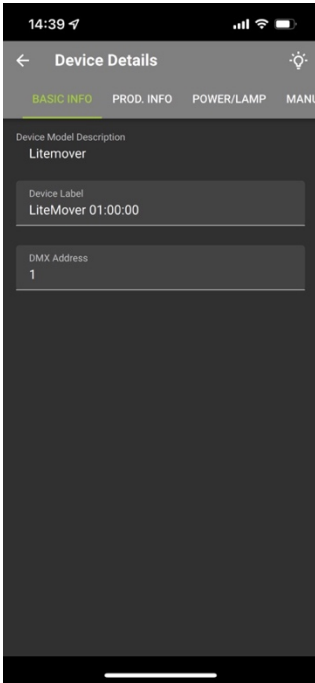 14:39
Device Details
BASIC INFO PROD. INFO POWER/LAMP MANU
Device Model Description
Litemover
Device Label
LiteMover 01:00:00
DMX Address
1